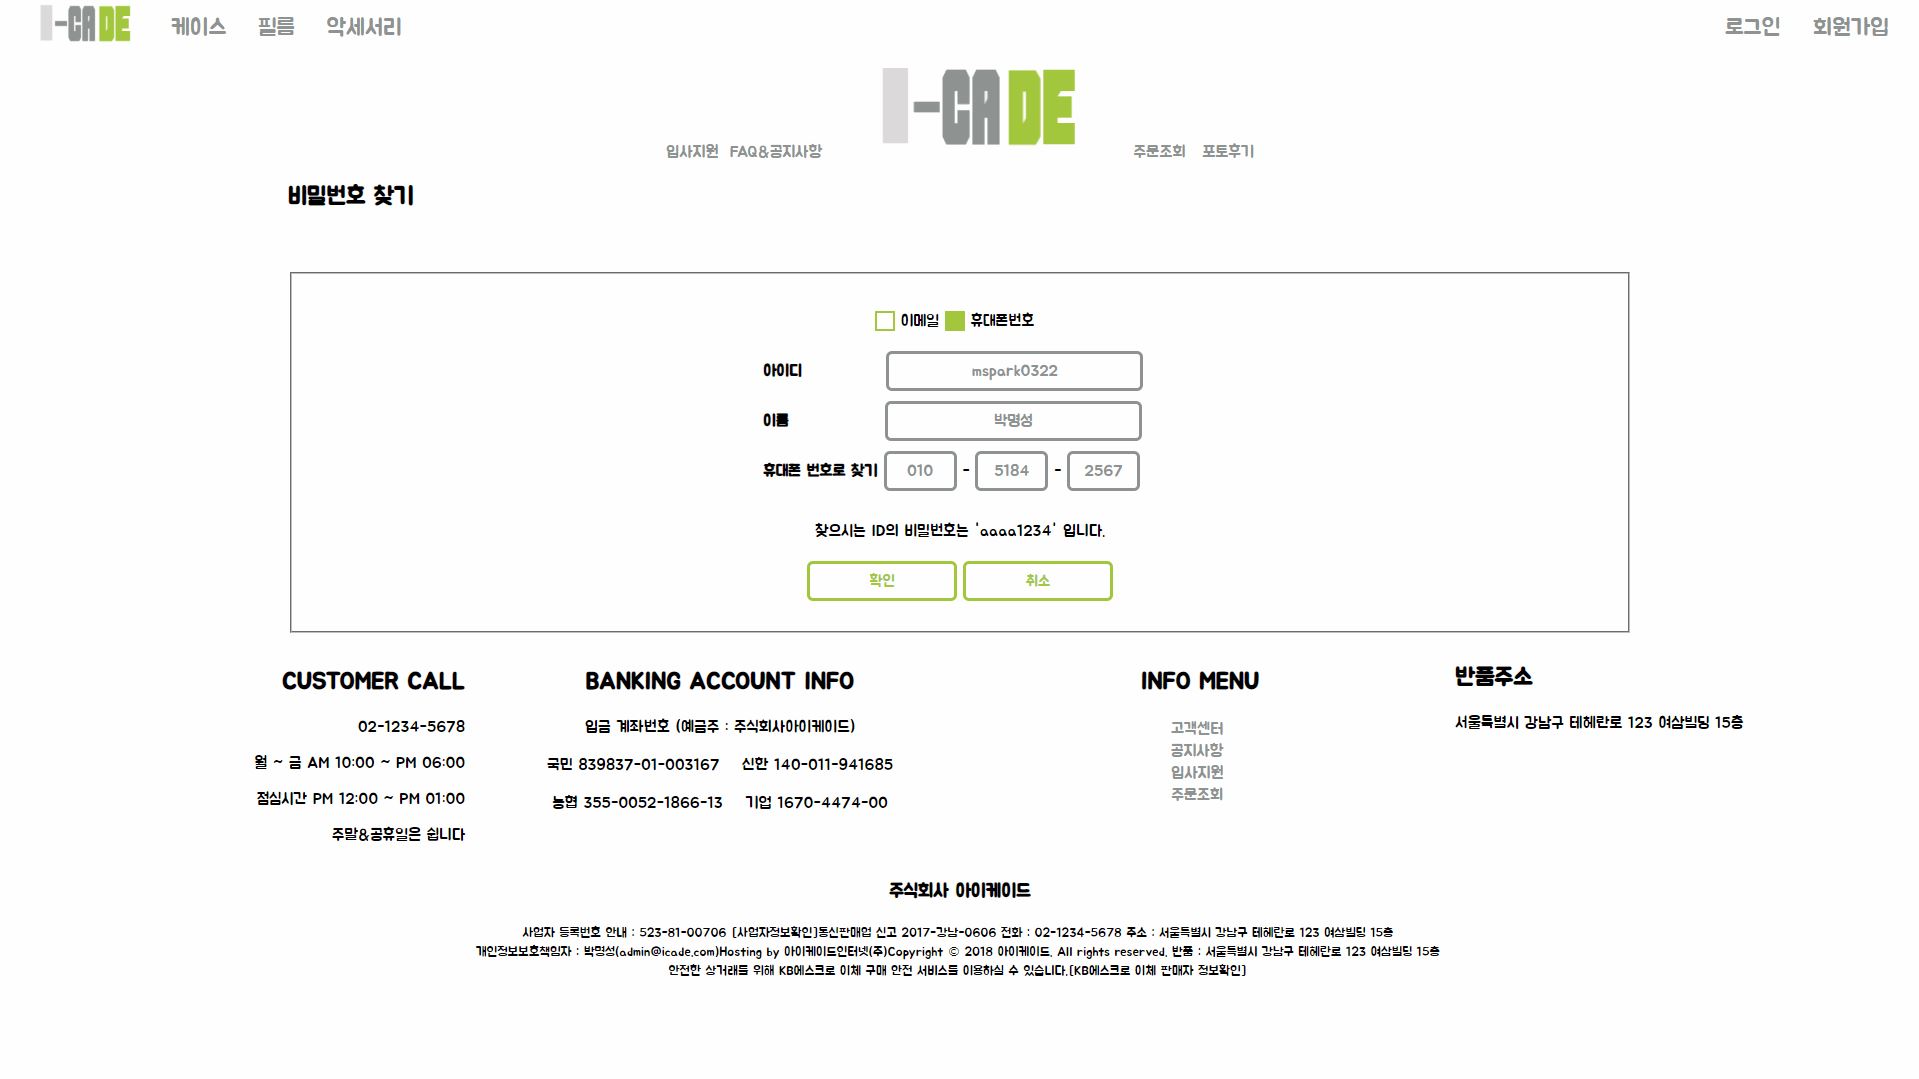 I-CADE 케이스 필름 악세서리 로그인 회원가입
I-CADE
입사지원 FAQ&공지사항 주문조회 포토후기
비밀번호 찾기
이메일 휴대폰번호
아이디 mspark0322
이름 박명성
휴대폰 번호로 찾기 010 - 5184 - 2567
찾으시는 ID의 비밀번호는 'aaaa1234' 입니다.
확인 취소
CUSTOMER CALL
02-1234-5678
월 ~ 금 AM 10:00 ~ PM 06:00
점심시간 PM 12:00 ~ PM 01:00
주말&공휴일은 쉽니다
BANKING ACCOUNT INFO
입금 계좌번호 (예금주 : 주식회사아이케이드)
국민 839837-01-003167 신한 140-011-941685
농협 355-0052-1866-13 기업 1670-4474-00
INFO MENU
고객센터
공지사항
입사지원
주문조회
반품주소
서울특별시 강남구 테헤란로 123 여삼빌딩 15층
주식회사 아이케이드
사업자 등록번호 안내 : 523-81-00706 [사업자정보확인]통신판매업 신고 2017-강남-0606 전화 : 02-1234-5678 주소 : 서울특별시 강남구 테헤란로 123 여삼빌딩 15층
개인정보보호책임자 : 박명성(admin@icade.com)Hosting by 아이케이드인터넷(주)Copyright © 2018 아이케이드. All rights reserved. 반품 : 서울특별시 강남구 테헤란로 123 여삼빌딩 15층
안전한 상거래를 위해 KB에스크로 이체 구매 안전 서비스를 이용하실 수 있습니다.[KB에스크로 이체 판매자 정보확인]